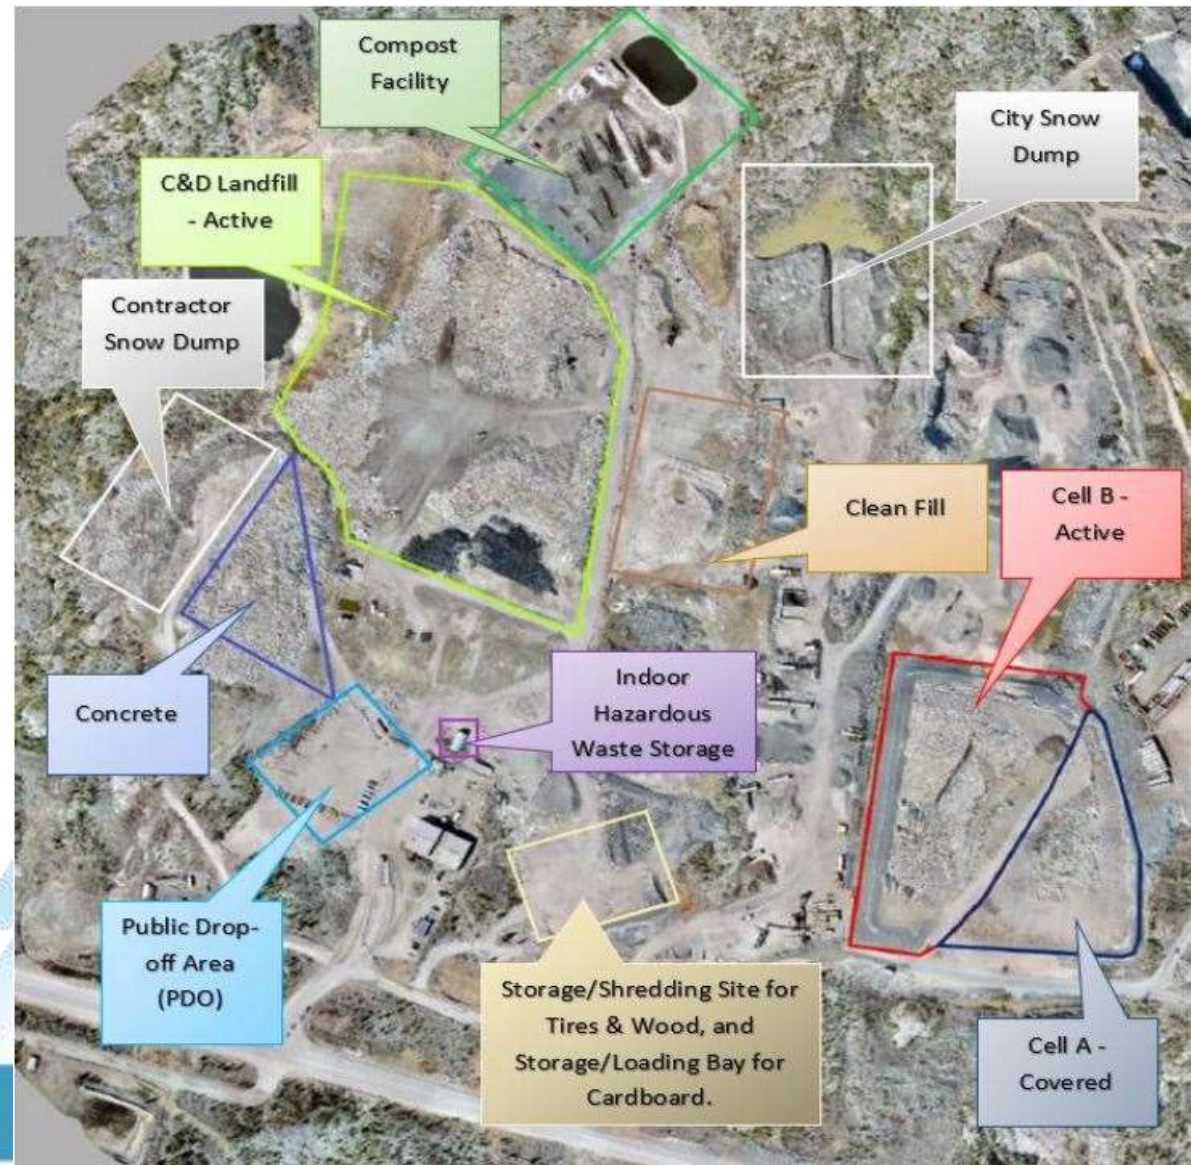 Compost
Facility
City Snow
Dump
C&D Landfill
- Active
Contractor
Snow Dump
Clean Fill
Cell B -
Active
Indoor
Hazardous
Waste Storage
Concrete
Public Drop-
off Area
(PDO)
Storage/Shredding Site for
Tires & Wood, and
Storage/Loading Bay for
Cardboard.
Cell A -
Covered